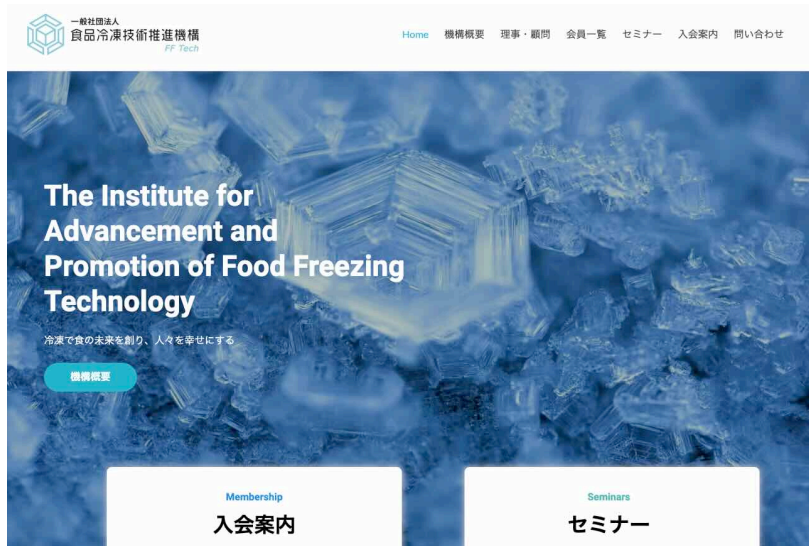 一般社団法人
食品冷凍技術推進機構
FF Tech
Home 機構概要 理事・顧問 会員一覧 セミナー 入会案内 問い合わせ
The Institute for
Advancement and
Promotion of Food Freezing
Technology
冷凍で食の未来を創り、人々を幸せにする
機構概要
Membership
入会案内
Seminars
セミナー